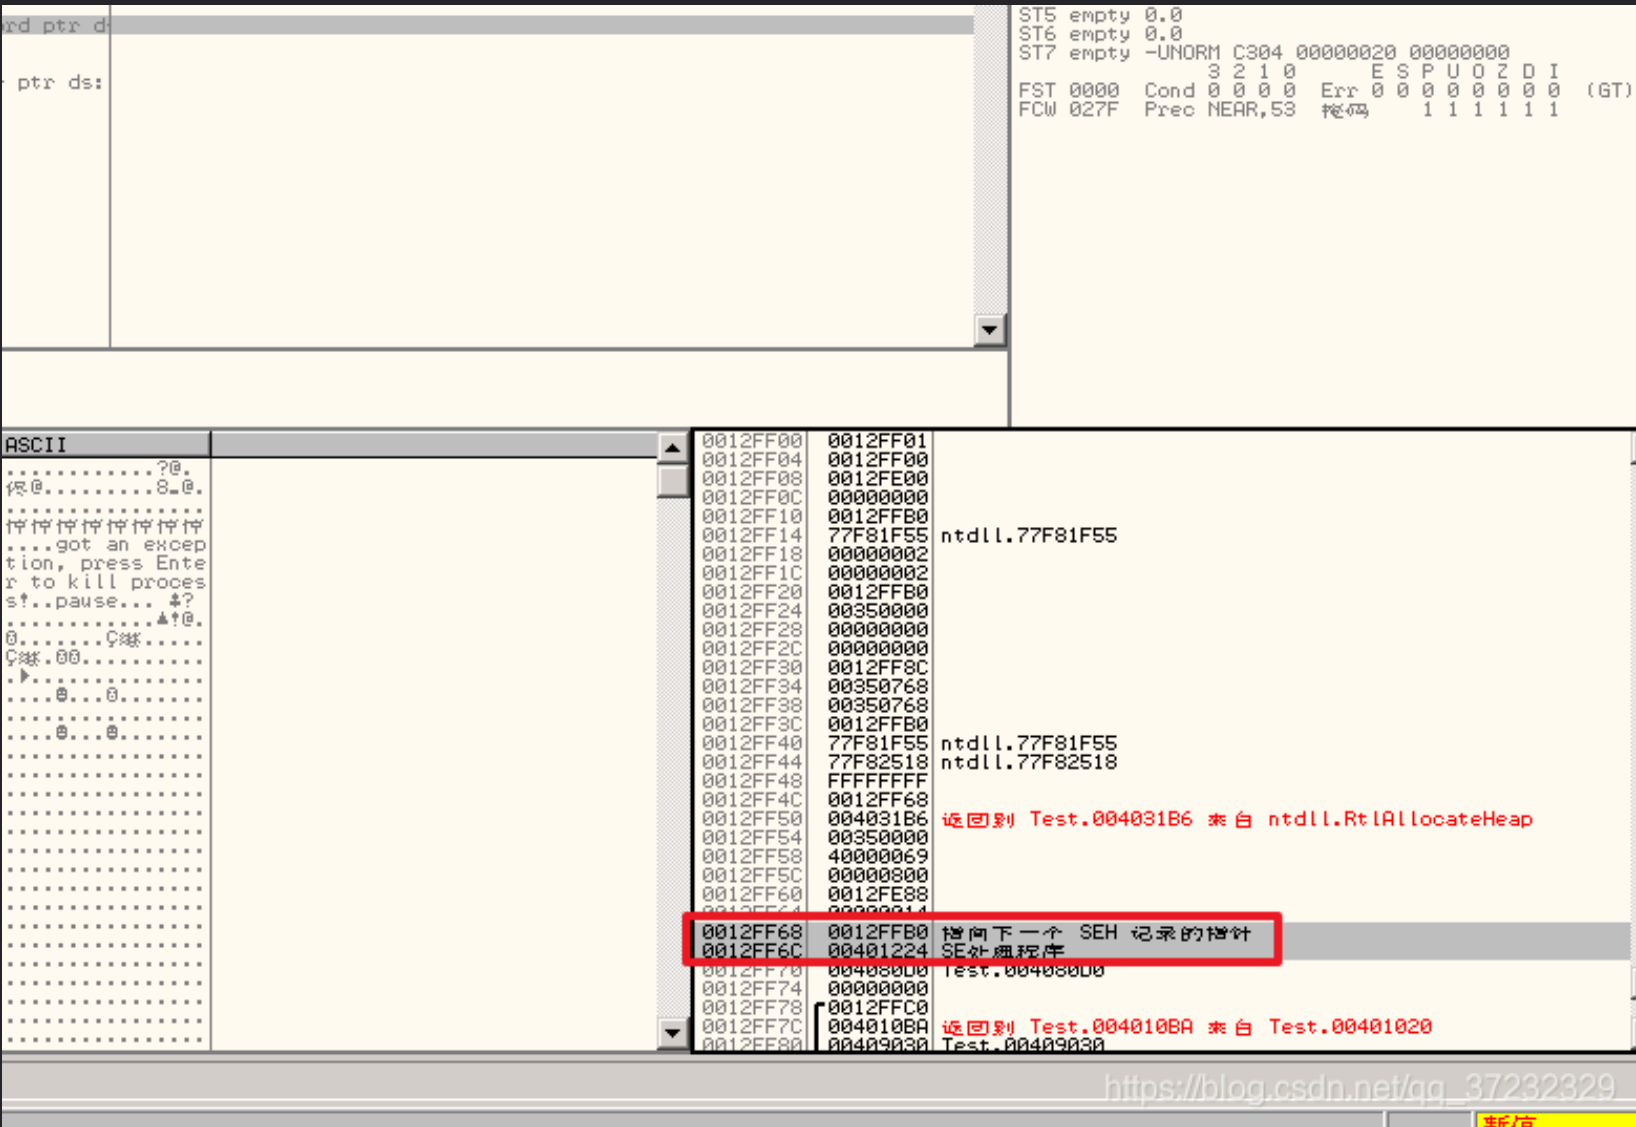 ord ptr d
ptr ds:
ST5 empty 0.0
ST6 empty 0.0
ST7 empty -UNORM C304 00000020 00000000
3 2 1 0 E S P U O Z D I
FST 0000 Cond 0 0 0 0 Err 0 0 0 0 0 0 0 0 (GT)
FCW 027F Prec NEAR,53 掩码 1 1 1 1 1 1
ASCII
............?@.
@.........8_@.
................
....got an excep
tion, press Ente
r to kill proces
s!..pause...
0012FF00 0012FF01
0012FF04 0012FF00
0012FF08 0012FE00
0012FF0C 00000000
0012FF10 0012FFB0
0012FF14 77F81F55 ntdll.77F81F55
0012FF18 00000002
0012FF1C 00000002
0012FF20 0012FFB0
0012FF24 00350000
0012FF28 00000000
0012FF2C 00000000
0012FF30 0012FF8C
0012FF34 00350768
0012FF38 00350768
0012FF3C 0012FFB0
0012FF40 77F81F55 ntdll.77F81F55
0012FF44 77F82518 ntdll.77F82518
0012FF48 FFFFFFFF
0012FF4C 0012FF68
0012FF50 004031B6 返回到 Test.004031B6 来自 ntdll.RtlAllocateHeap
0012FF54 00350000
0012FF58 40000069
0012FF5C 00000800
0012FF60 0012FE88
0012FF64 00000014
0012FF68 0012FFB0 指向下一个 SEH 记录的指针
0012FF6C 00401224 SE处理程序
0012FF70 004080D0 Test.004080D0
0012FF74 00000000
0012FF78 0012FFC0
0012FF7C 004010BA 返回到 Test.004010BA 来自 Test.00401020
0012FF80 00409030 Test.00409030
https://blog.csdn.net/qq_37232329
暂停